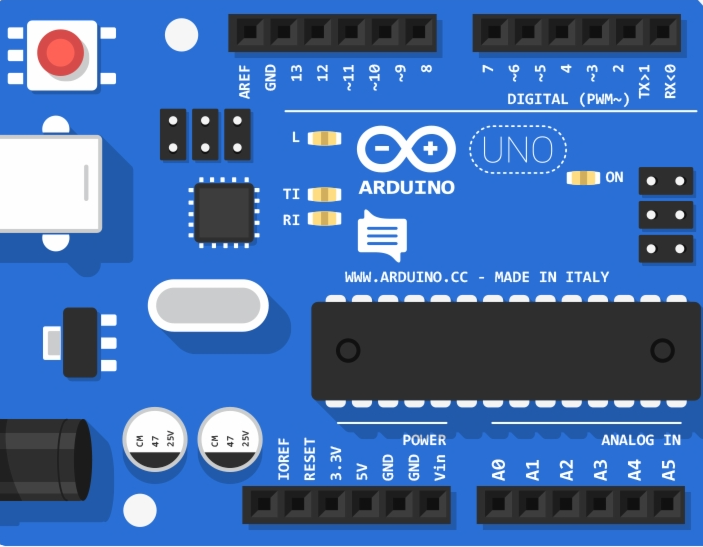 AREF
GND
13
12
~11
~10
~9
8
7
~6
~5
4
~3
2
TX>1
RX<0
DIGITAL (PWM~)
L
UNO
ON
TI
ARDUINO
RI
WWW.ARDUINO.CC - MADE IN ITALY
CM
47
25V
CM
47
25V
POWER
ANALOG IN
IOREF
RESET
3.3V
5V
GND
GND
Vin
A0
A1
A2
A3
A4
A5